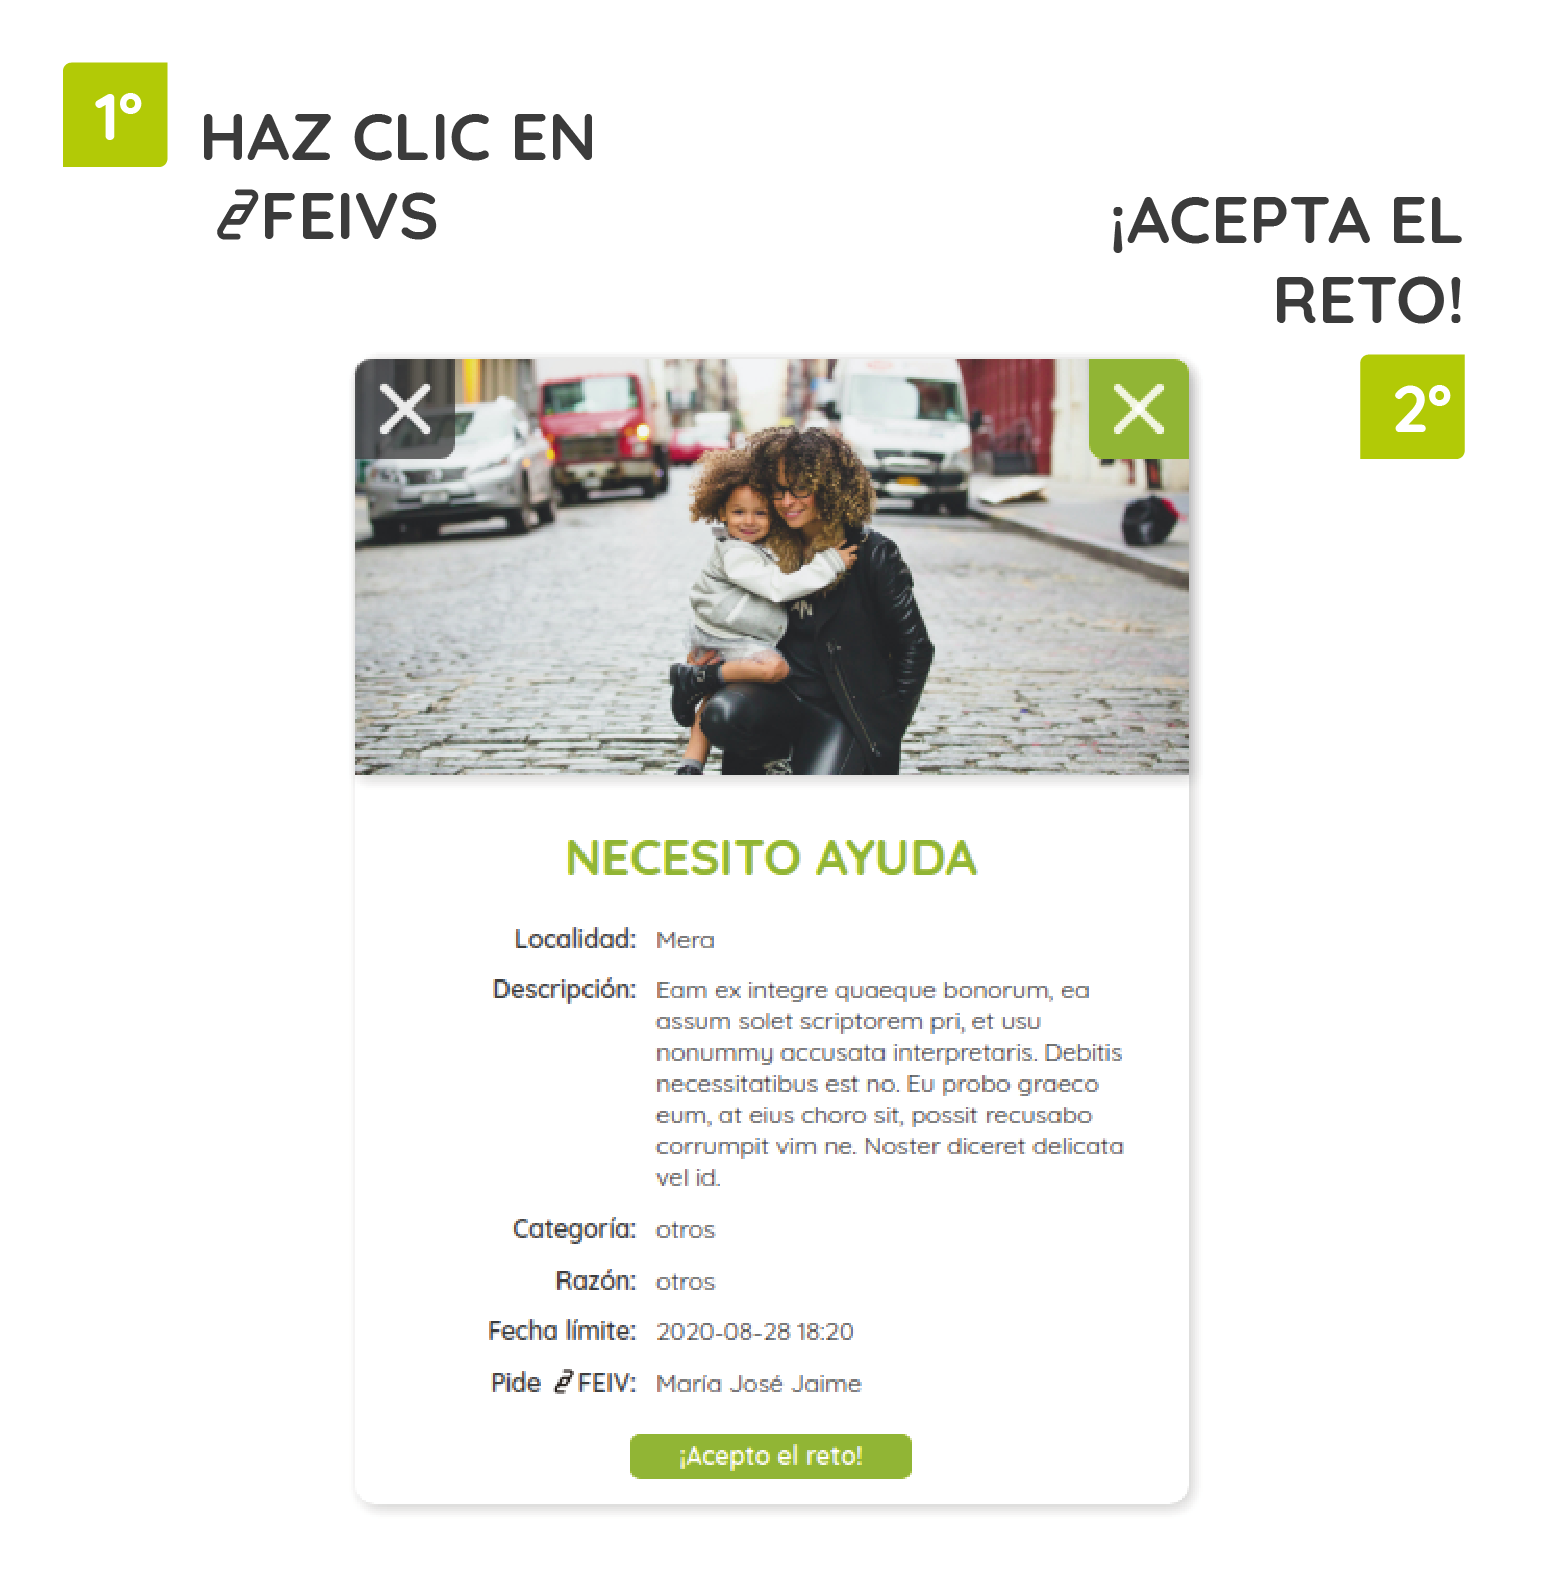 1º
HAZ CLIC EN
FEIVS
¡ACEPTA EL
RETO!
2º
NECESITO AYUDA
Localidad: Mera
Descripción: Eam ex integre quaeque bonorum, ea
assum solet scriptorem pri, et usu
nonummy accusata interpretaris. Debitis
necessitatibus est no. Eu probo graeco
eum, at eius choro sit, possit recusabo
corrumpit vim ne. Noster diceret delicata
vel id.
Categoría: otros
Razón: otros
Fecha límite: 2020-08-28 18:20
Pide FEIV: María José Jaime
¡Acepto el reto!